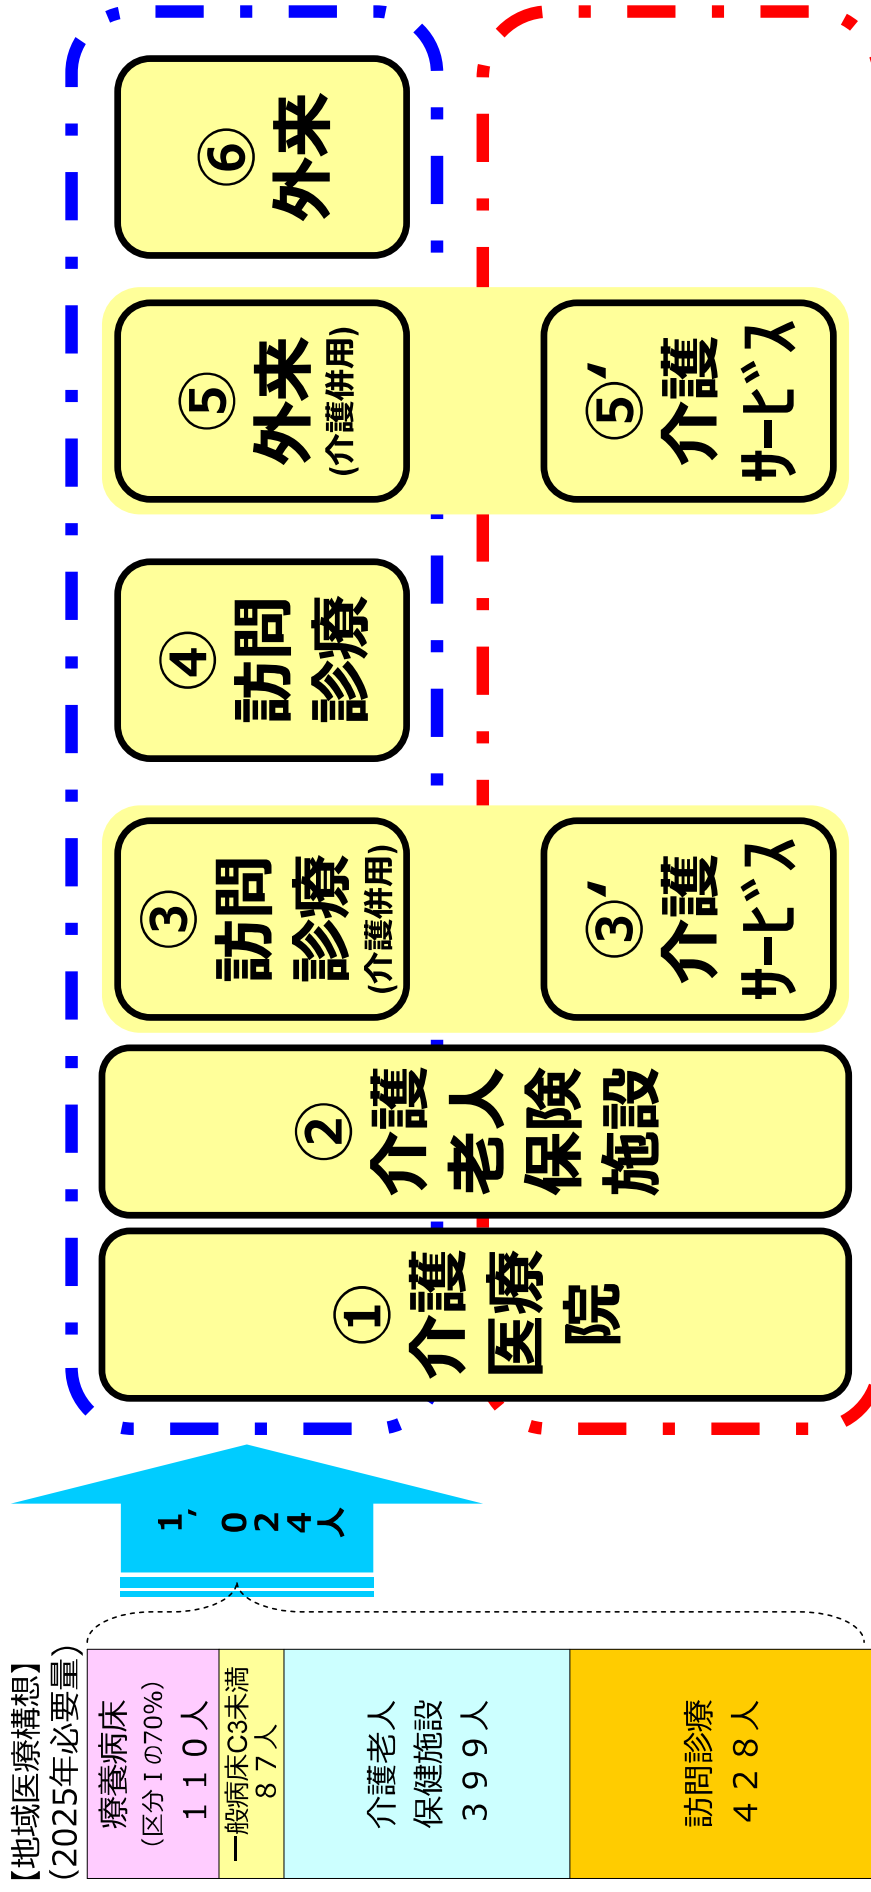 【地域医療構想】
(2025年必要量)
療養病床
(区分Ⅰの70%)
１１０人
一般病床C3未満
８７人
介護老人
保健施設
３９９人
訪問診療
４２８人
1,024人
①
介護
医療
院
②
介護
老人
保険
施設
③
訪問
診療
(介護併用)
③′
介護
サービス
④
訪問
診療
⑤
外来
(介護併用)
⑤′
介護
サービス
⑥
外来